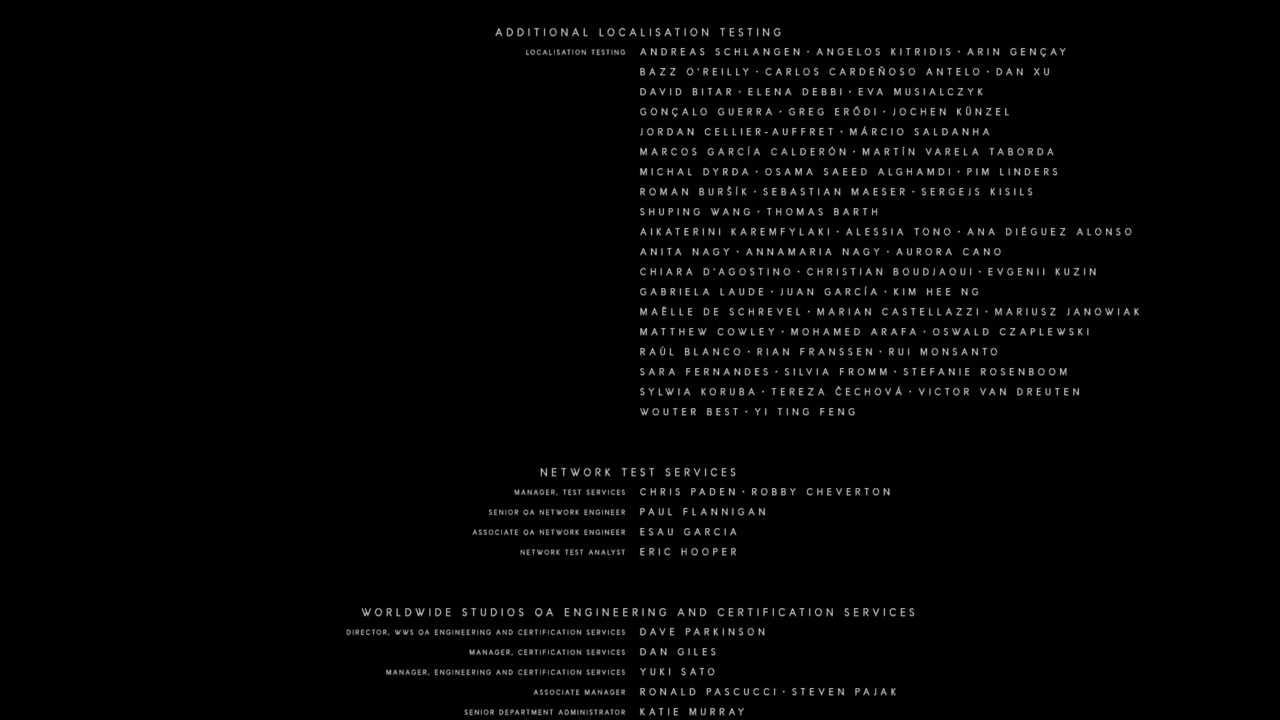 ADDITIONAL LOCALISATION TESTING
LOCALISATION TESTING ANDREAS SCHLANGEN · ANGELOS KITRIDIS · ARIN GENÇAY
BAZZ O'REILLY · CARLOS CARDEÑOSO ANTELO · DAN XU
DAVID BITAR · ELENA DEBBI · EVA MUSIALCZYK
GONÇALO GUERRA · GREG ERŐDI · JOCHEN KÜNZEL
JORDAN CELLIER-AUFFRET · MÁRCIO SALDANHA
MARCOS GARCÍA CALDERÓN · MARTÍN VARELA TABORDA
MICHAL DYRDA · OSAMA SAEED ALGHAMDI · PIM LINDERS
ROMAN BURŠÍK · SEBASTIAN MAESER · SERGEJS KISILS
SHUPING WANG · THOMAS BARTH
AIKATERINI KAREMFYLAKI · ALESSIA TONO · ANA DIÉGUEZ ALONSO
ANITA NAGY · ANNAMARIA NAGY · AURORA CANO
CHIARA D'AGOSTINO · CHRISTIAN BOUDJAOUI · EVGENII KUZIN
GABRIELA LAUDE · JUAN GARCÍA · KIM HEE NG
MAËLLE DE SCHREVEL · MARIAN CASTELLAZZI · MARIUSZ JANOWIAK
MATTHEW COWLEY · MOHAMED ARAFA · OSWALD CZAPLEWSKI
RAÚL BLANCO · RIAN FRANSSEN · RUI MONSANTO
SARA FERNANDES · SILVIA FROMM · STEFANIE ROSENBOOM
SYLWIA KORUBA · TEREZA ČECHOVÁ · VICTOR VAN DREUTEN
WOUTER BEST · YI TING FENG
NETWORK TEST SERVICES
MANAGER, TEST SERVICES CHRIS PADEN · ROBBY CHEVERTON
SENIOR QA NETWORK ENGINEER PAUL FLANNIGAN
ASSOCIATE QA NETWORK ENGINEER ESAU GARCIA
NETWORK TEST ANALYST ERIC HOOPER
WORLDWIDE STUDIOS QA ENGINEERING AND CERTIFICATION SERVICES
DIRECTOR, WWS QA ENGINEERING AND CERTIFICATION SERVICES DAVE PARKINSON
MANAGER, CERTIFICATION SERVICES DAN GILES
MANAGER, ENGINEERING AND CERTIFICATION SERVICES YUKI SATO
ASSOCIATE MANAGER RONALD PASCUCCI · STEVEN PAJAK
SENIOR DEPARTMENT ADMINISTRATOR KATIE MURRAY